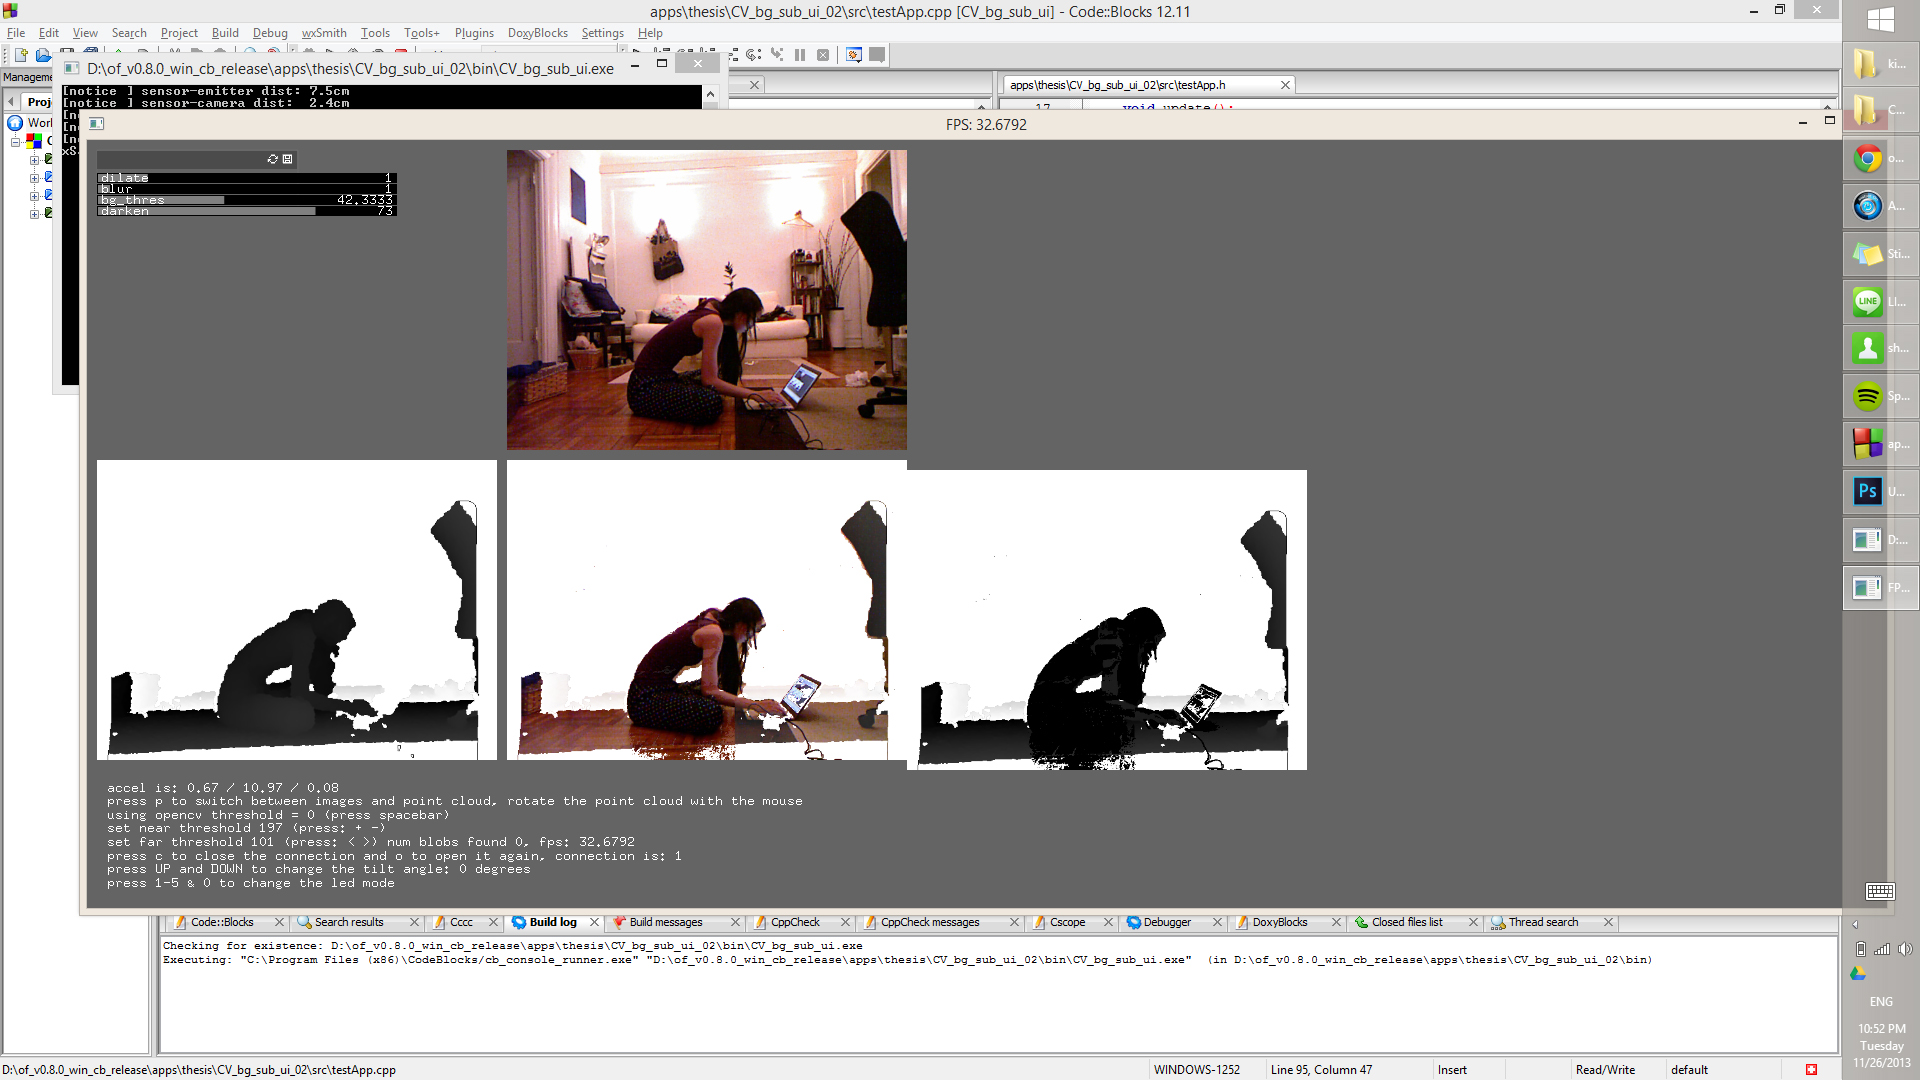 apps\thesis\CV_bg_sub_ui_02\src\testApp.cpp [CV_bg_sub_ui] - Code::Blocks 12.11
File Edit View Search Project Build Debug wxSmith Tools Tools+ Plugins DoxyBlocks Settings Help
D:\of_v0.8.0_win_cb_release\apps\thesis\CV_bg_sub_ui_02\bin\CV_bg_sub_ui.exe
Manageme
apps\thesis\CV_bg_sub_ui_02\src\testApp.h
[notice ] sensor-emitter dist: 7.5cm
[notice ] sensor-camera dist:  2.4cm
Proj
17 void update();
Work
FPS: 32.6792
dilate 1
blur 1
bg_thres 42.3333
darken 73
accel is: 0.67 / 10.97 / 0.08
press p to switch between images and point cloud, rotate the point cloud with the mouse
using opencv threshold = 0 (press spacebar)
set near threshold 197 (press: + -)
set far threshold 101 (press: < >) num blobs found 0, fps: 32.6792
press c to close the connection and o to open it again, connection is: 1
press UP and DOWN to change the tilt angle: 0 degrees
press 1-5 & 0 to change the led mode
Code::Blocks Search results Cccc Build log Build messages CppCheck CppCheck messages Cscope Debugger DoxyBlocks Closed files list Thread search
Checking for existence: D:\of_v0.8.0_win_cb_release\apps\thesis\CV_bg_sub_ui_02\bin\CV_bg_sub_ui.exe
Executing: "C:\Program Files (x86)\CodeBlocks/cb_console_runner.exe" "D:\of_v0.8.0_win_cb_release\apps\thesis\CV_bg_sub_ui_02\bin\CV_bg_sub_ui.exe"  (in D:\of_v0.8.0_win_cb_release\apps\thesis\CV_bg_sub_ui_02\bin)
D:\of_v0.8.0_win_cb_release\apps\thesis\CV_bg_sub_ui_02\src\testApp.cpp WINDOWS-1252 Line 95, Column 47 Insert Read/Write default
ki...
C...
o...
A...
Sti...
LINE LI...
sh...
Sp...
ap...
Ps U...
D:...
FP...
ENG
10:52 PM
Tuesday
11/26/2013